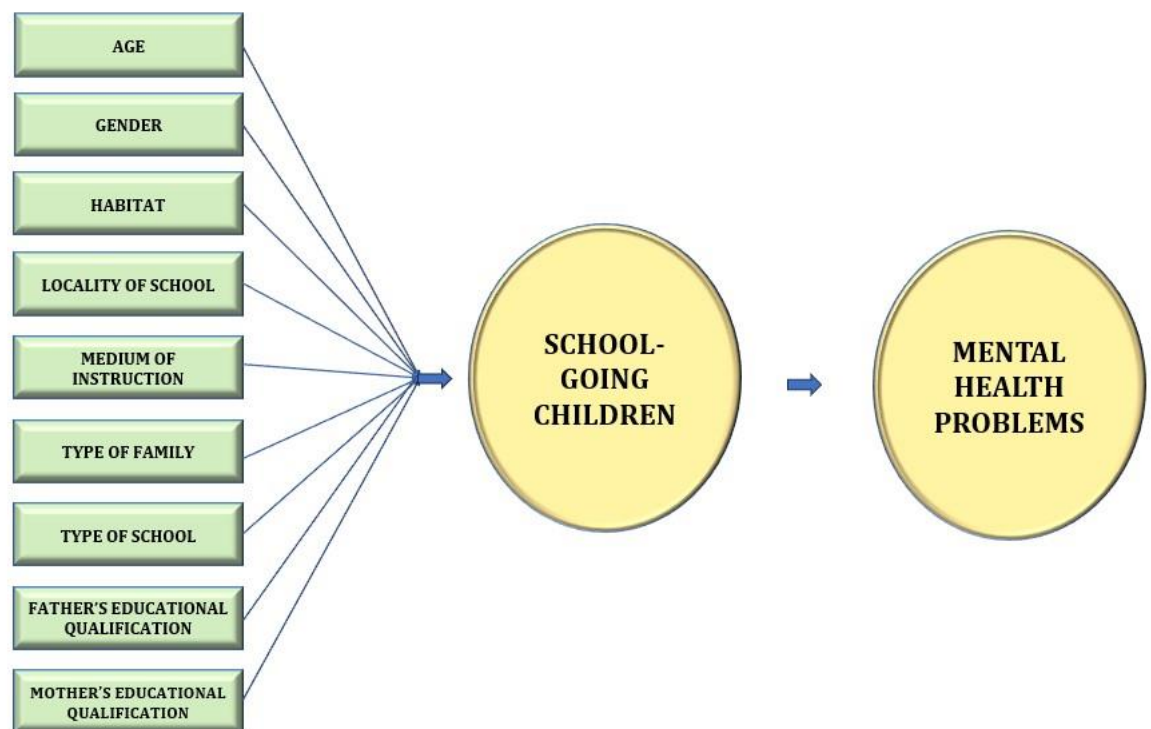 AGE
GENDER
HABITAT
LOCALITY OF SCHOOL
MEDIUM OF
INSTRUCTION
TYPE OF FAMILY
TYPE OF SCHOOL
FATHER'S EDUCATIONAL
QUALIFICATION
MOTHER'S EDUCATIONAL
QUALIFICATION
SCHOOL-
GOING
CHILDREN
MENTAL
HEALTH
PROBLEMS